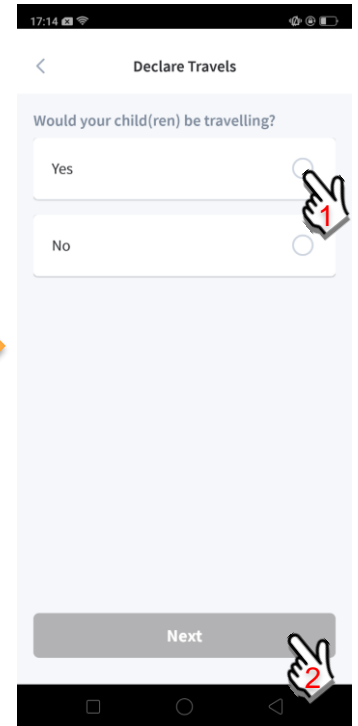 17:14
Declare Travels
Would your child(ren) be travelling?
Yes
1
No
Next
2